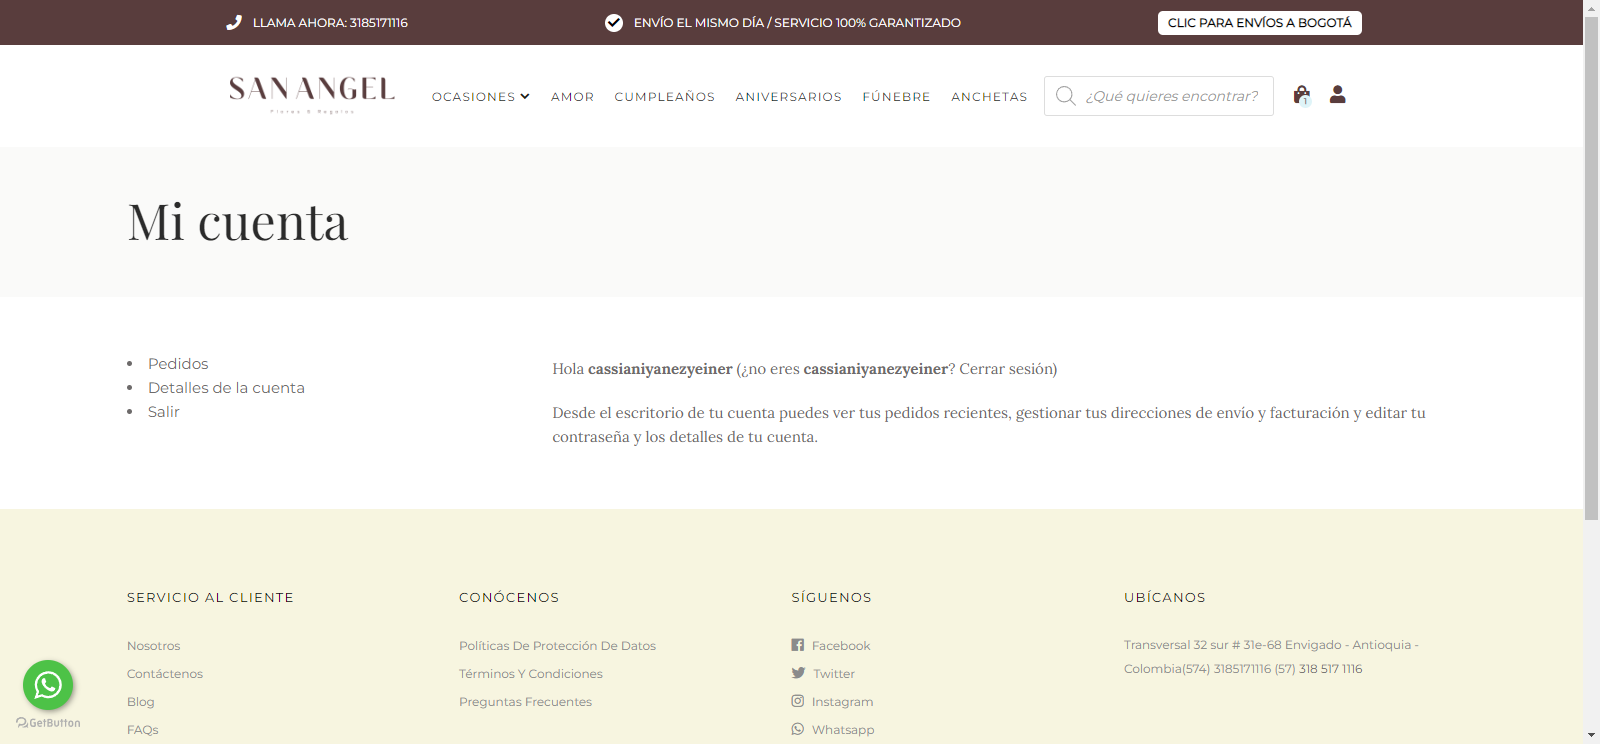 LLAMA AHORA: 3185171116
ENVÍO EL MISMO DÍA / SERVICIO 100% GARANTIZADO
CLIC PARA ENVÍOS A BOGOTÁ
SAN ANGEL
Flores & Regalos
OCASIONES
AMOR
CUMPLEAÑOS
ANIVERSARIOS
FÚNEBRE
ANCHETAS
¿Qué quieres encontrar?
1
Mi cuenta
Pedidos
Detalles de la cuenta
Salir
Hola cassianiyanezyeiner (¿no eres cassianiyanezyeiner? Cerrar sesión)
Desde el escritorio de tu cuenta puedes ver tus pedidos recientes, gestionar tus direcciones de envío y facturación y editar tu
contraseña y los detalles de tu cuenta.
SERVICIO AL CLIENTE
Nosotros
Contáctenos
Blog
FAQs
CONÓCENOS
Políticas De Protección De Datos
Términos Y Condiciones
Preguntas Frecuentes
SÍGUENOS
Facebook
Twitter
Instagram
Whatsapp
UBÍCANOS
Transversal 32 sur # 31e-68 Envigado - Antioquia -
Colombia(574) 3185171116 (57) 318 517 1116
GetButton